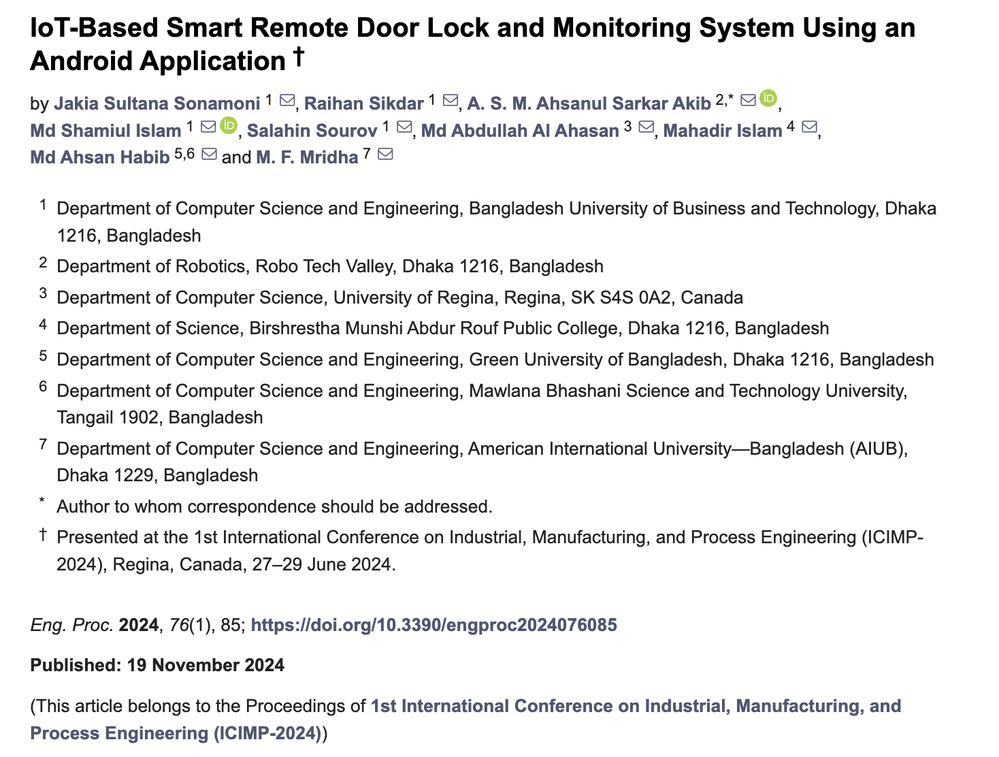 IoT-Based Smart Remote Door Lock and Monitoring System Using an
Android Application †
by Jakia Sultana Sonamoni 1, Raihan Sikdar 1, A. S. M. Ahsanul Sarkar Akib 2,* iD,
Md Shamiul Islam 1 iD, Salahin Sourov 1, Md Abdullah Al Ahasan 3, Mahadir Islam 4,
Md Ahsan Habib 5,6 and M. F. Mridha 7
1 Department of Computer Science and Engineering, Bangladesh University of Business and Technology, Dhaka
1216, Bangladesh
2 Department of Robotics, Robo Tech Valley, Dhaka 1216, Bangladesh
3 Department of Computer Science, University of Regina, Regina, SK S4S 0A2, Canada
4 Department of Science, Birshrestha Munshi Abdur Rouf Public College, Dhaka 1216, Bangladesh
5 Department of Computer Science and Engineering, Green University of Bangladesh, Dhaka 1216, Bangladesh
6 Department of Computer Science and Engineering, Mawlana Bhashani Science and Technology University,
Tangail 1902, Bangladesh
7 Department of Computer Science and Engineering, American International University—Bangladesh (AIUB),
Dhaka 1229, Bangladesh
* Author to whom correspondence should be addressed.
† Presented at the 1st International Conference on Industrial, Manufacturing, and Process Engineering (ICIMP-
2024), Regina, Canada, 27–29 June 2024.
Eng. Proc. 2024, 76(1), 85; https://doi.org/10.3390/engproc2024076085
Published: 19 November 2024
(This article belongs to the Proceedings of 1st International Conference on Industrial, Manufacturing, and
Process Engineering (ICIMP-2024))